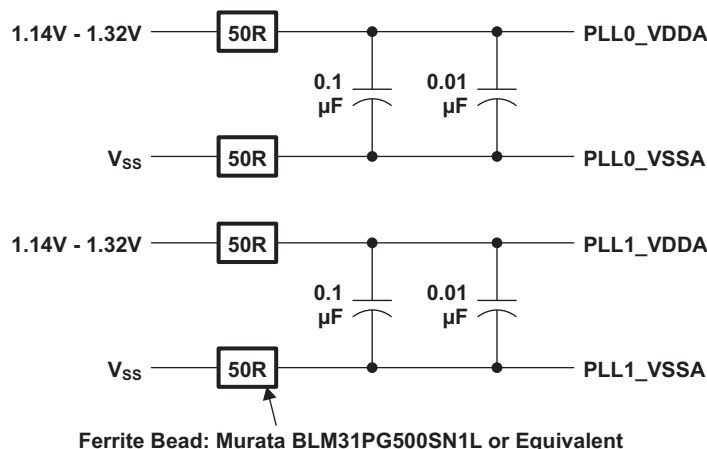 1.14V - 1.32V 50R PLL0_VDDA
0.1 0.01
µF µF
VSS 50R PLL0_VSSA
1.14V - 1.32V 50R PLL1_VDDA
0.1 0.01
µF µF
VSS 50R PLL1_VSSA
Ferrite Bead: Murata BLM31PG500SN1L or Equivalent